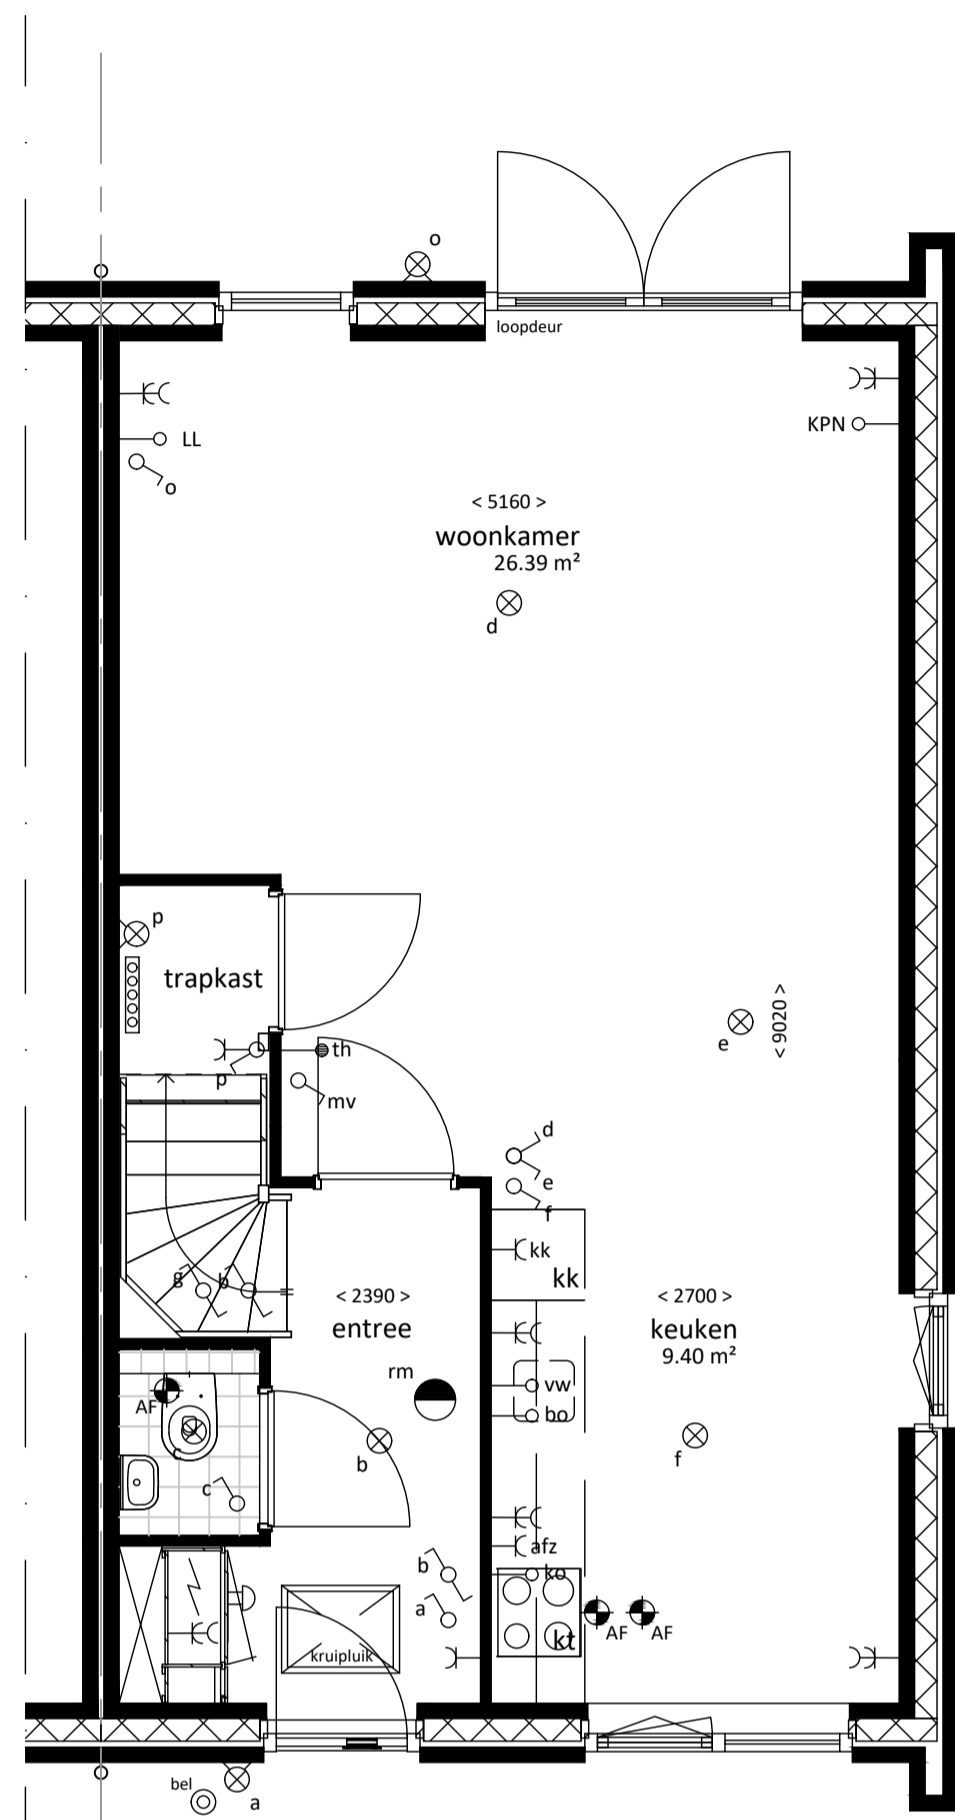 o
loopdeur
LL
KPN
o
< 5160 >
woonkamer
26.39 m²
d
p
trapkast
< 9020 >
e
th
p
mv
d
e
f
kk
kk
g
b
< 2390 >
entree
< 2700 >
keuken
9.40 m²
rm
vw
bo
AF
c
b
f
c
afz
ko
b
a
AF
AF
kt
kruipluik
bel
a